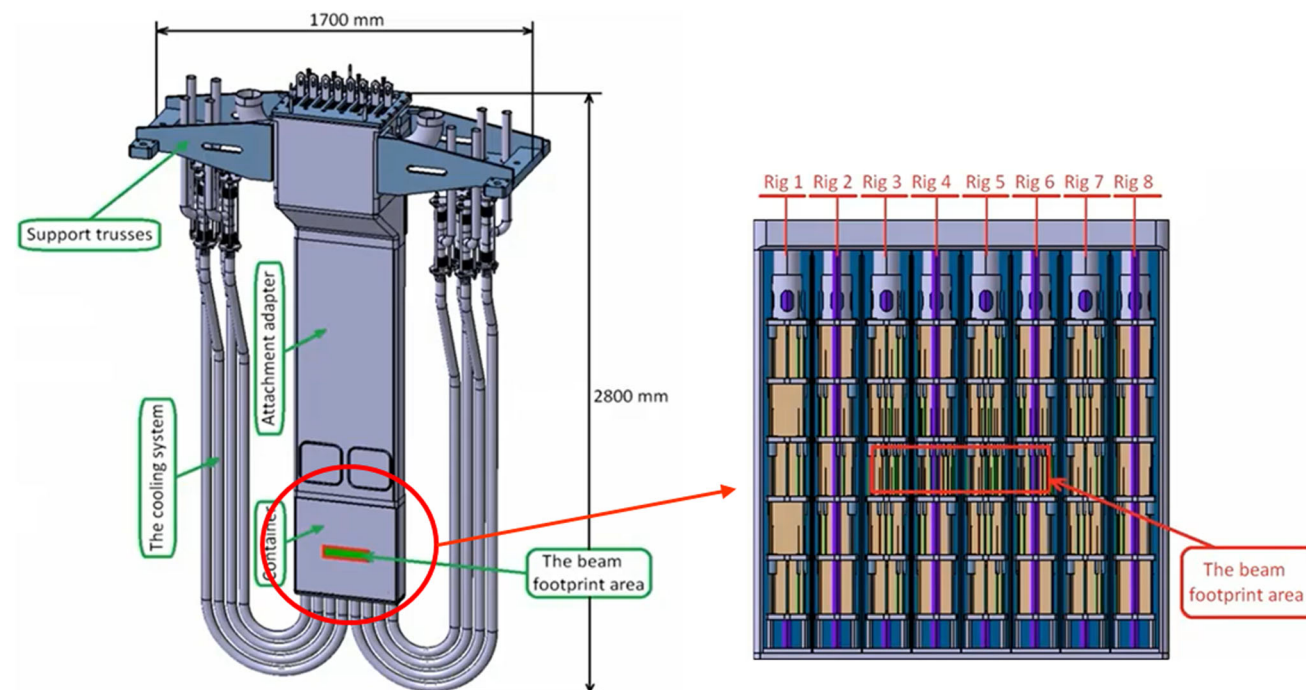 1700 mm
Support trusses
Attachment adapter
2800 mm
The cooling system
Container
The beam
footprint area
Rig 1
Rig 2
Rig 3
Rig 4
Rig 5
Rig 6
Rig 7
Rig 8
The beam
footprint area